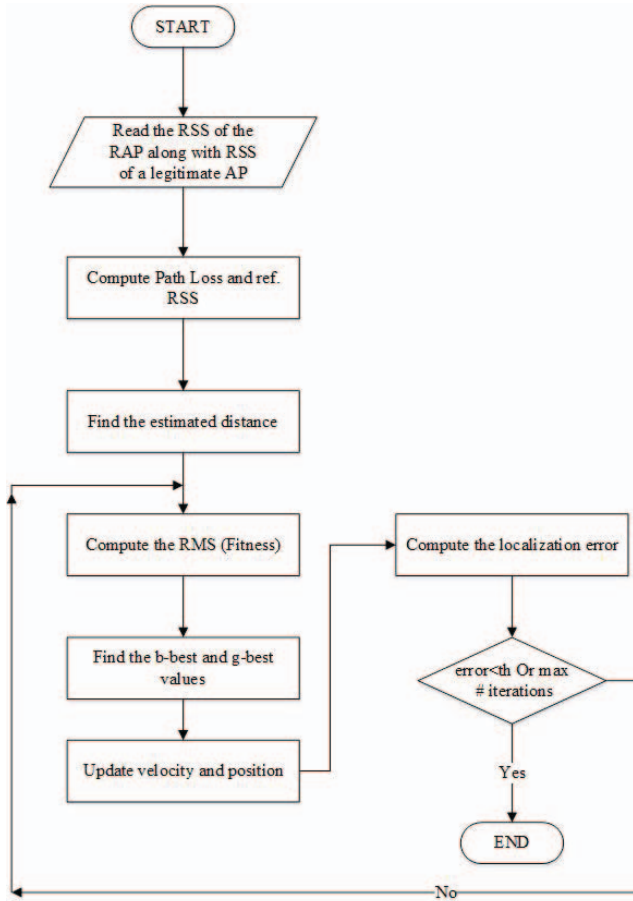 START
Read the RSS of the
RAP along with RSS
of a legitimate AP
Compute Path Loss and ref.
RSS
Find the estimated distance
Compute the RMS (Fitness)
Find the b-best and g-best
values
Update velocity and position
Compute the localization error
error<th Or max
# iterations
Yes
END
No